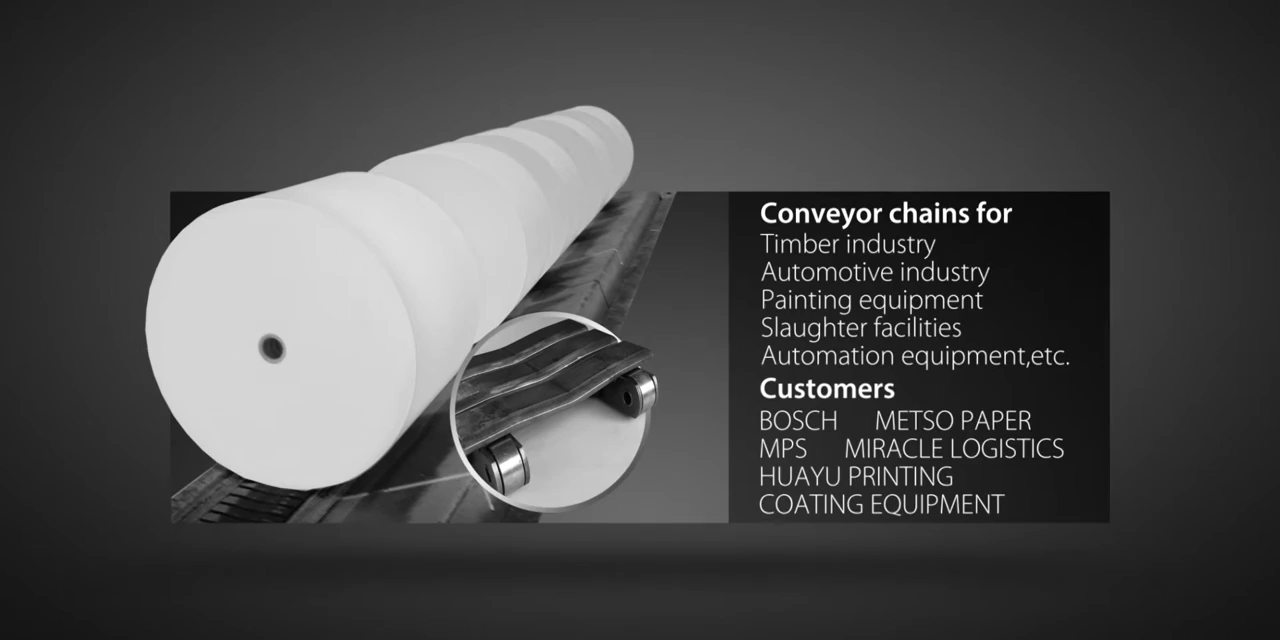 Conveyor chains for
Timber industry
Automotive industry
Painting equipment
Slaughter facilities
Automation equipment,etc.
Customers
BOSCH METSO PAPER
MPS MIRACLE LOGISTICS
HUAYU PRINTING
COATING EQUIPMENT